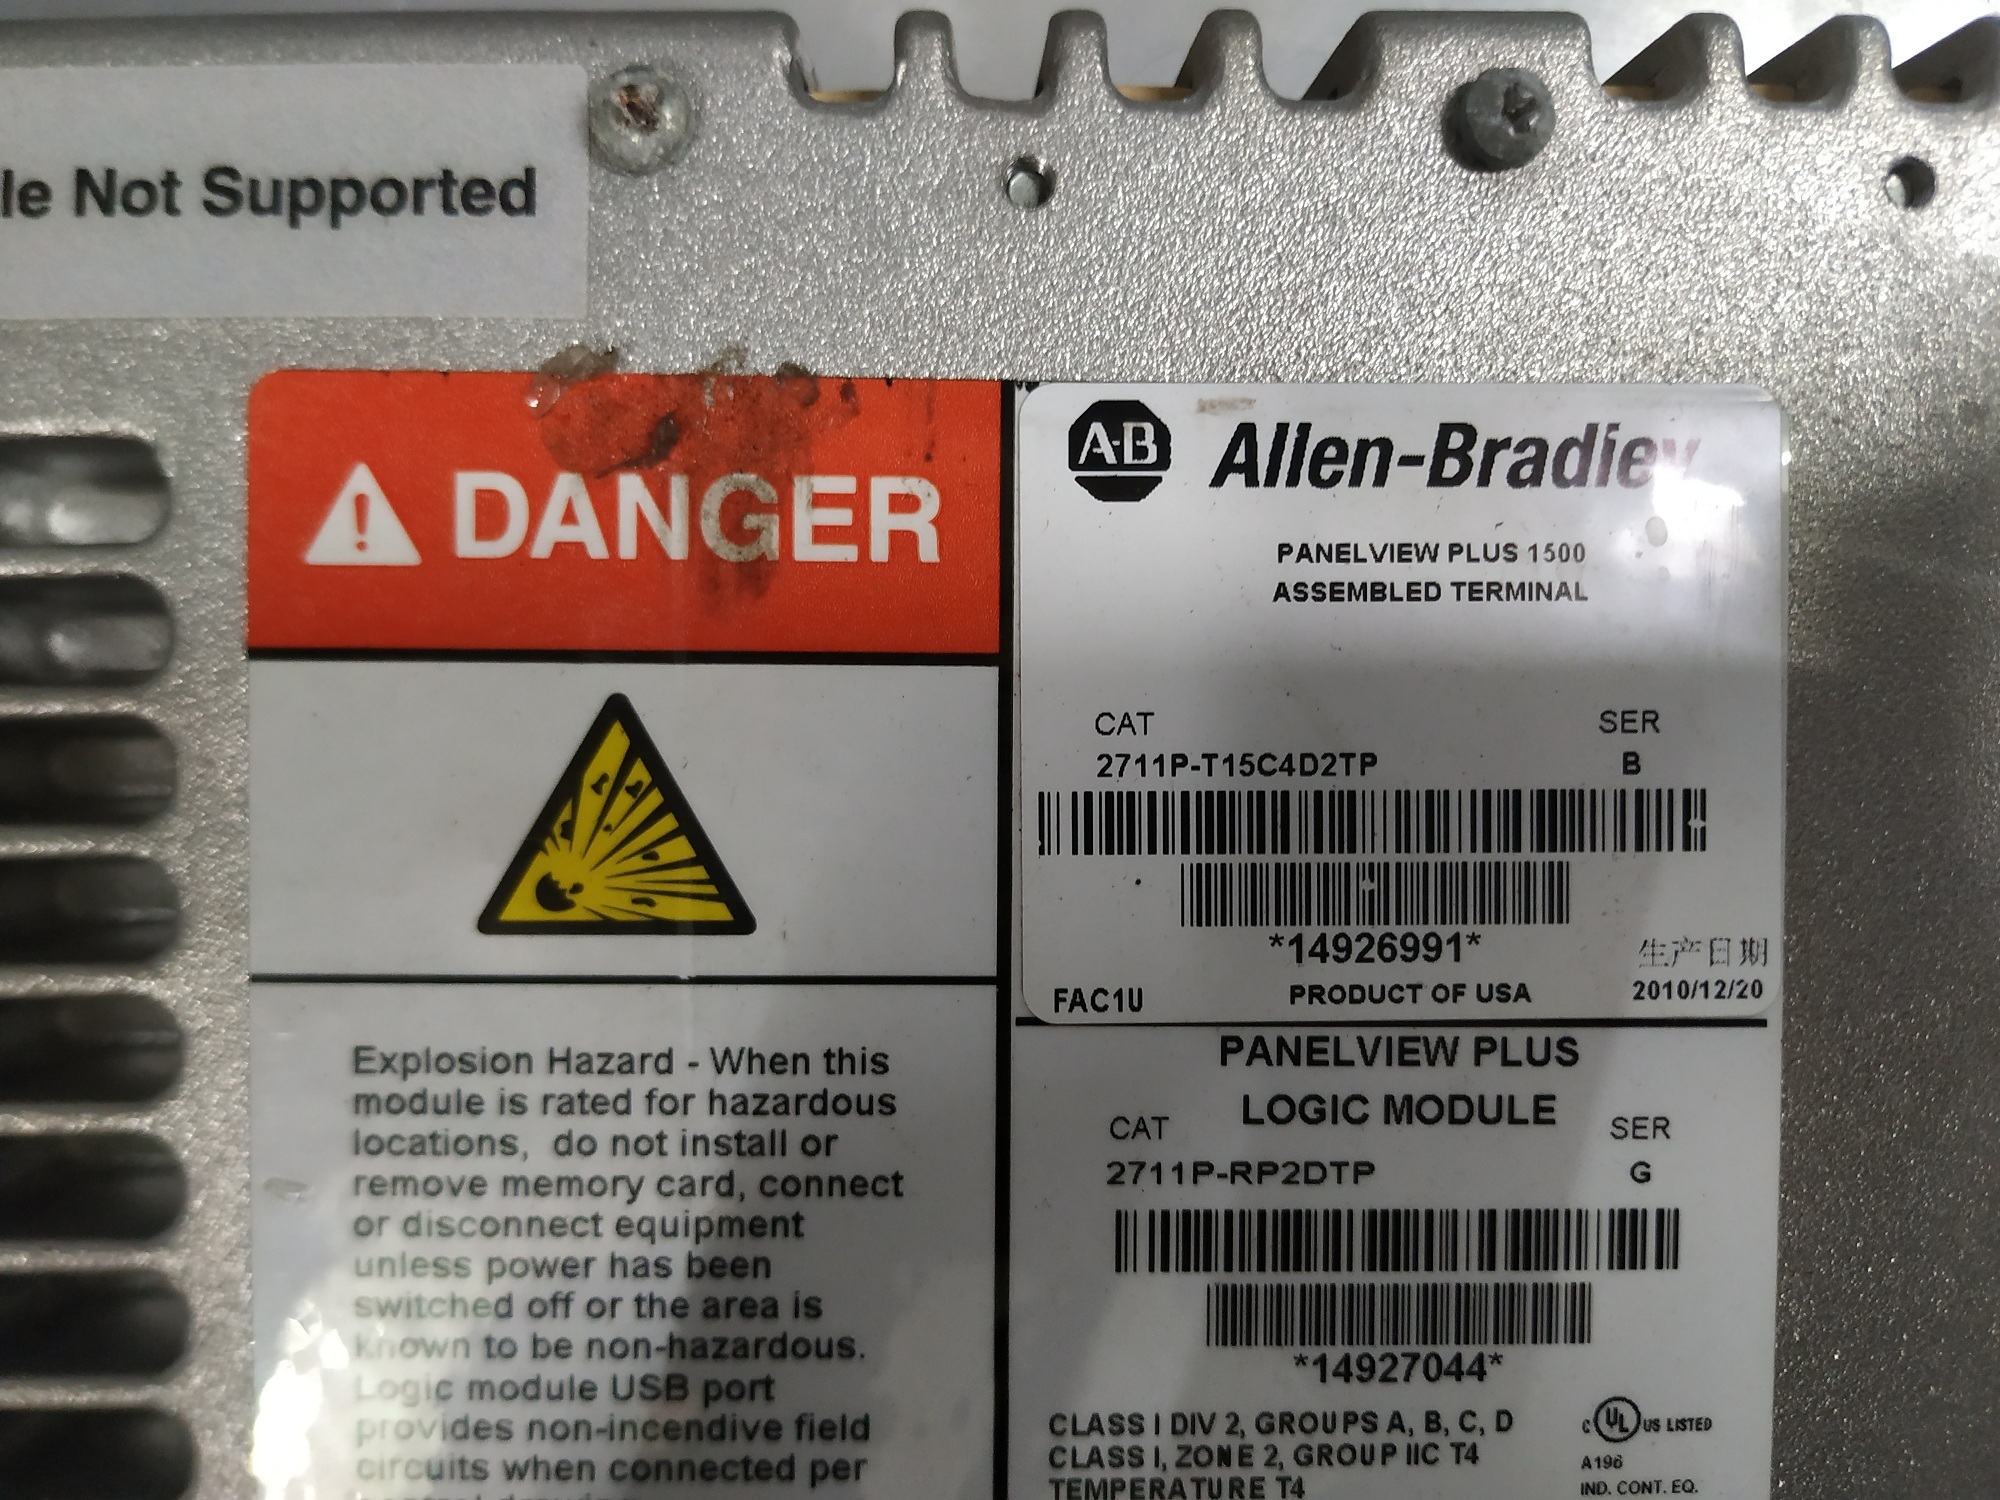 le Not Supported
DANGER
Explosion Hazard - When this
module is rated for hazardous
locations, do not install or
remove memory card, connect
or disconnect equipment
unless power has been
switched off or the area is
known to be non-hazardous.
Logic module USB port
provides non-incendive field
circuits when connected per
A-B Allen-Bradley
PANELVIEW PLUS 1500
ASSEMBLED TERMINAL
CAT SER
2711P-T15C4D2TP B
*14926991*
生产日期
FAC1U PRODUCT OF USA 2010/12/20
PANELVIEW PLUS
LOGIC MODULE
CAT SER
2711P-RP2DTP G
*14927044*
CLASS I DIV 2, GROUPS A, B, C, D
CLASS I, ZONE 2, GROUP IIC T4
TEMPERATURE T4
C UL US LISTED
A196
IND. CONT. EQ.